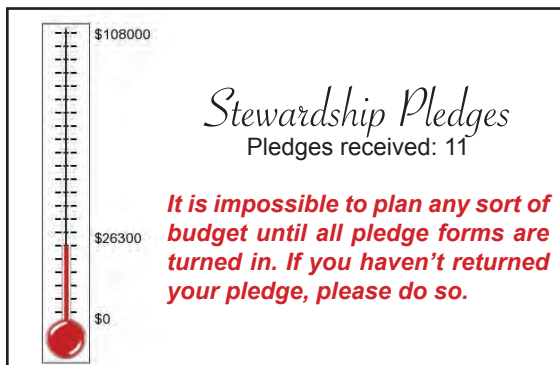 $108000
Stewardship Pledges
Pledges received: 11
It is impossible to plan any sort of
budget until all pledge forms are
turned in. If you haven’t returned
your pledge, please do so.
$26300
$0